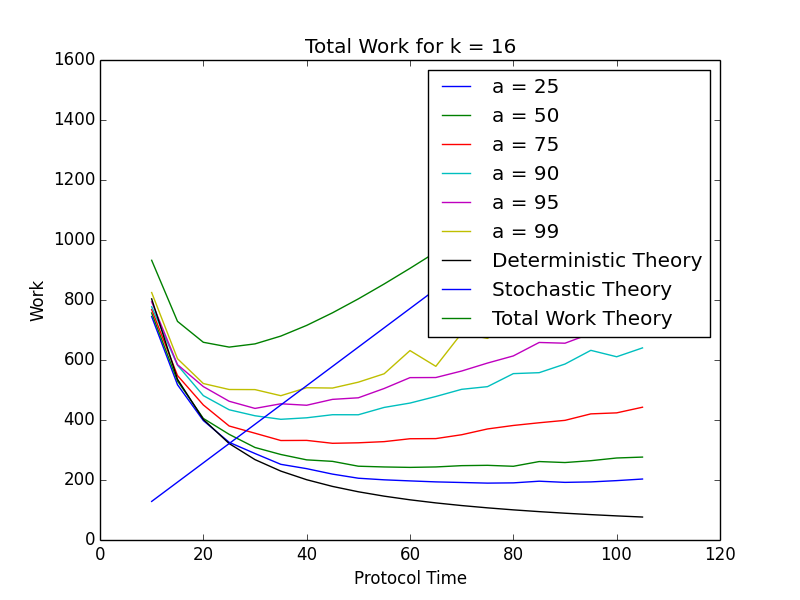 Total Work for k = 16
1600
1400
1200
1000
800
600
400
200
0
Work
0 20 40 60 80 100 120
Protocol Time
a = 25
a = 50
a = 75
a = 90
a = 95
a = 99
Deterministic Theory
Stochastic Theory
Total Work Theory